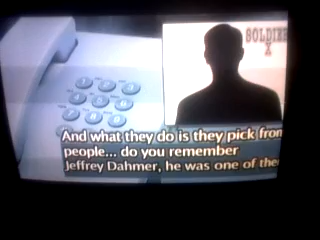 SOLDIER
X
And what they do is they pick from
people... do you remember
Jeffrey Dahmer, he was one of the